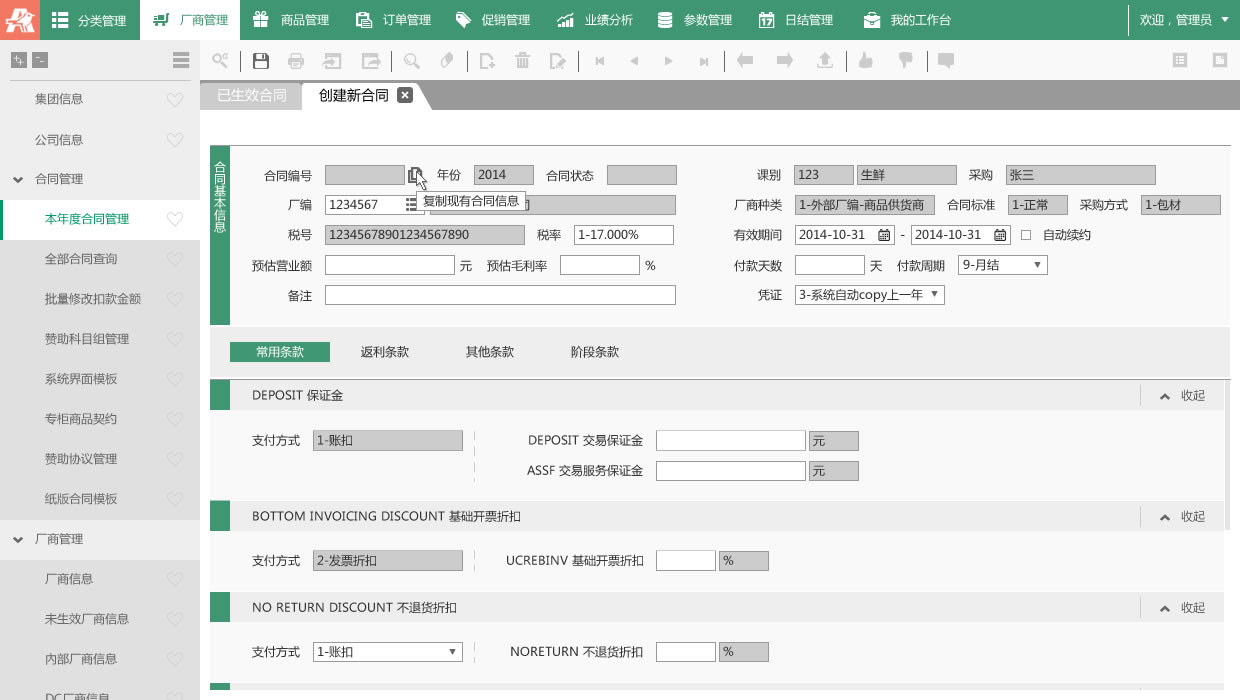 分类管理 厂商管理 商品管理 订单管理 促销管理 业绩分析 参数管理 日结管理 我的工作台 欢迎，管理员
已生效合同 创建新合同
集团信息
公司信息
合同管理
本年度合同管理
全部合同查询
批量修改扣款金额
赞助科目组管理
系统界面模板
专柜商品契约
赞助协议管理
纸版合同模板
厂商管理
厂商信息
未生效厂商信息
内部厂商信息
DC厂商信息
合同基本信息
合同编号 年份 2014 合同状态 课别 123 生鲜 采购 张三
厂编 1234567 复制现有合同信息 厂商种类 1-外部厂编-商品供货商 合同标准 1-正常 采购方式 1-包材
税号 12345678901234567890 税率 1-17.000% 有效期间 2014-10-31 - 2014-10-31 自动续约
预估营业额 元 预估毛利率 % 付款天数 天 付款周期 9-月结
备注 凭证 3-系统自动copy上一年
常用条款 返利条款 其他条款 阶段条款
DEPOSIT 保证金 收起
支付方式 1-账扣 DEPOSIT 交易保证金 元
ASSF 交易服务保证金 元
BOTTOM INVOICING DISCOUNT 基础开票折扣 收起
支付方式 2-发票折扣 UCREBINV 基础开票折扣 %
NO RETURN DISCOUNT 不退货折扣 收起
支付方式 1-账扣 NORETURN 不退货折扣 %